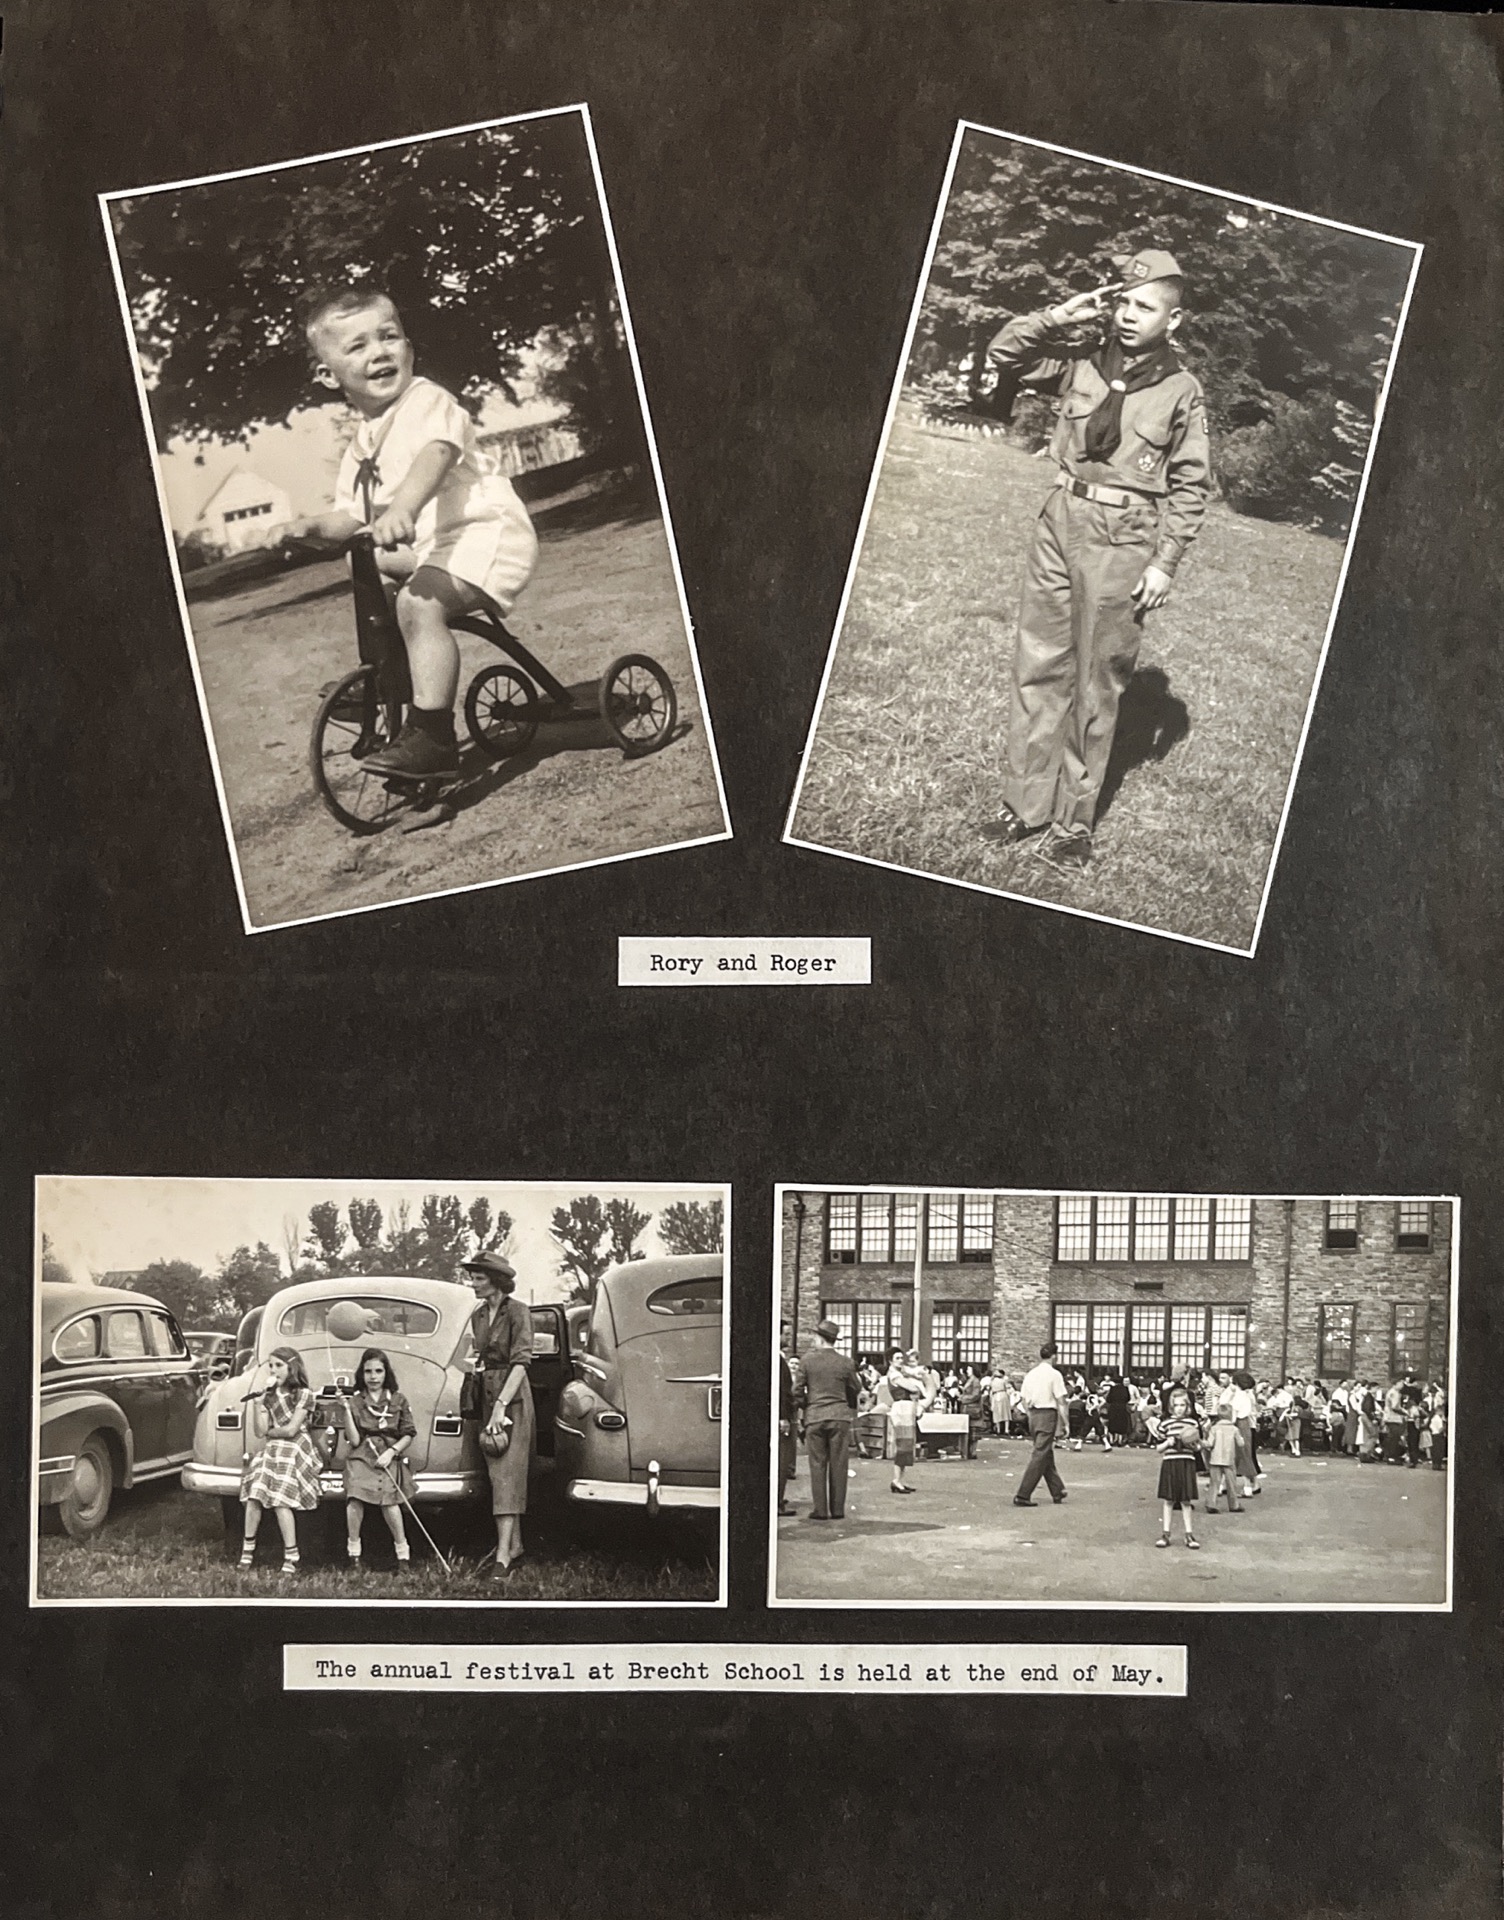 Rory and Roger
The annual festival at Brecht School is held at the end of May.